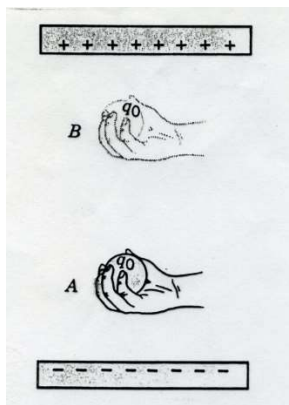 + + + + + + + +
q0
B
q0
A
- - - - - - - -